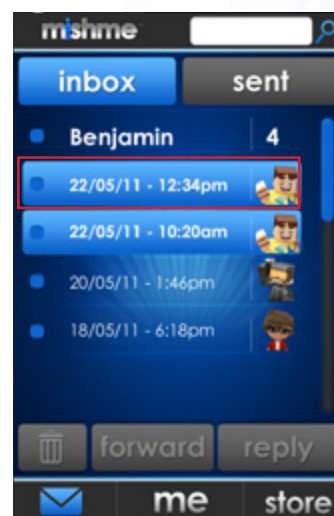 mishme
inbox sent
Benjamin 4
22/05/11 - 12:34pm
22/05/11 - 10:20am
20/05/11 - 1:46pm
18/05/11 - 6:18pm
forward reply
me store